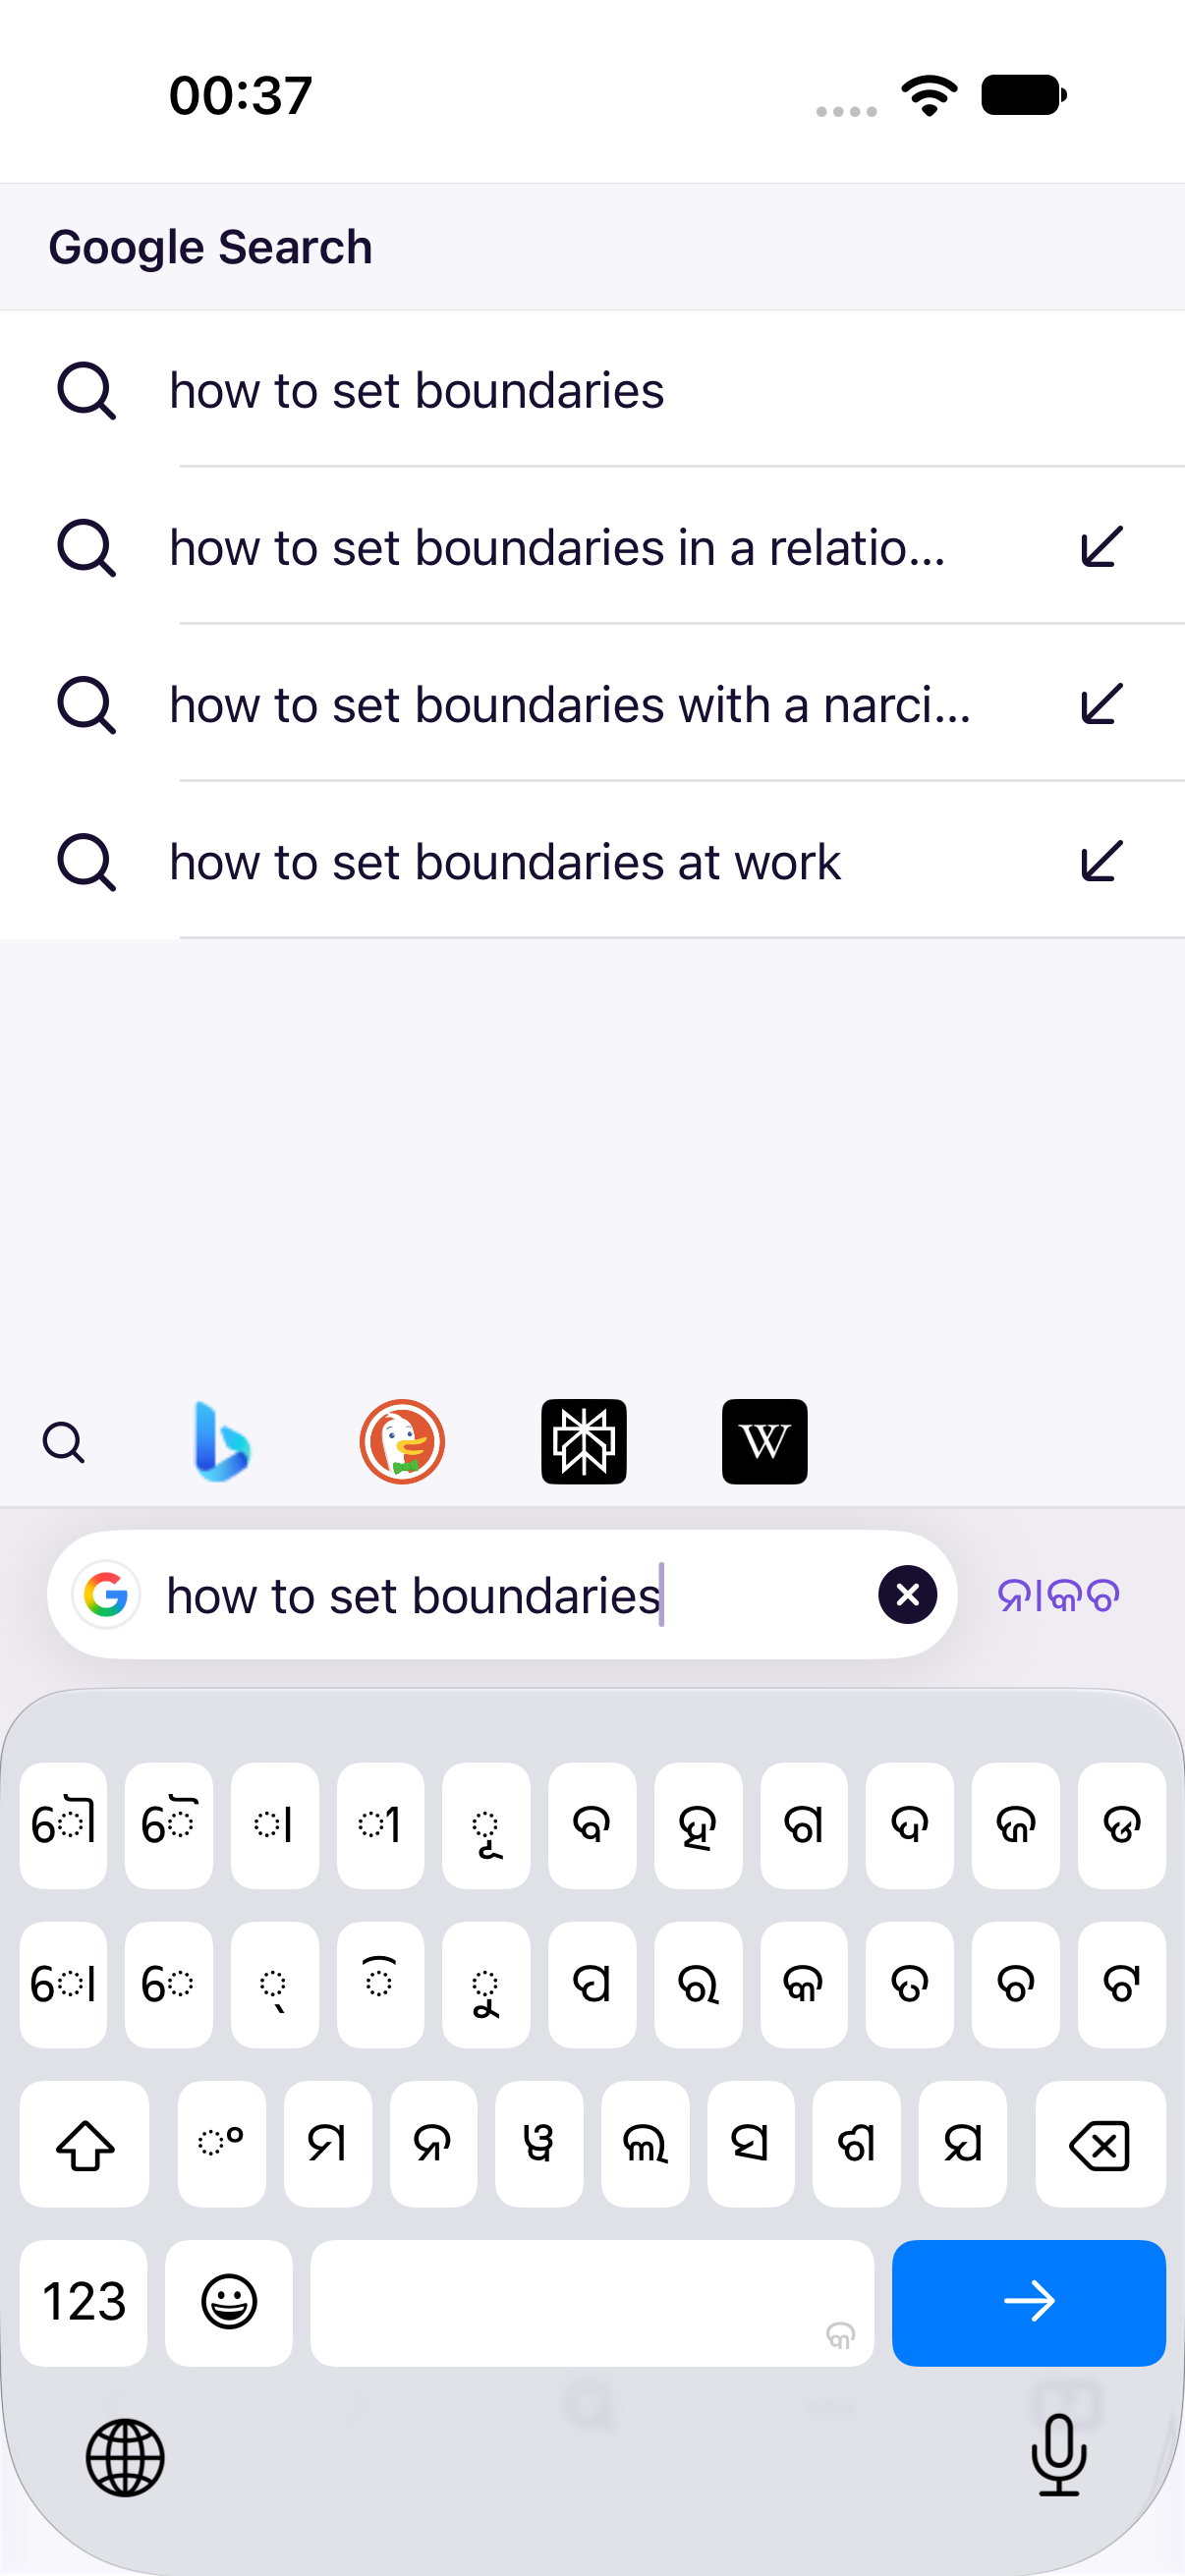 00:37
Google Search
how to set boundaries
how to set boundaries in a relatio...
how to set boundaries with a narci...
how to set boundaries at work
W
how to set boundaries
ନାକଚ
ୌ ୈ ା ୀ ୂ ବ ହ ଗ ଦ ଜ ଡ
ୋ େ ୍ ି ୁ ପ ର କ ତ ଚ ଟ
ଂ ମ ନ ୱ ଲ ସ ଶ ଯ
123
କ